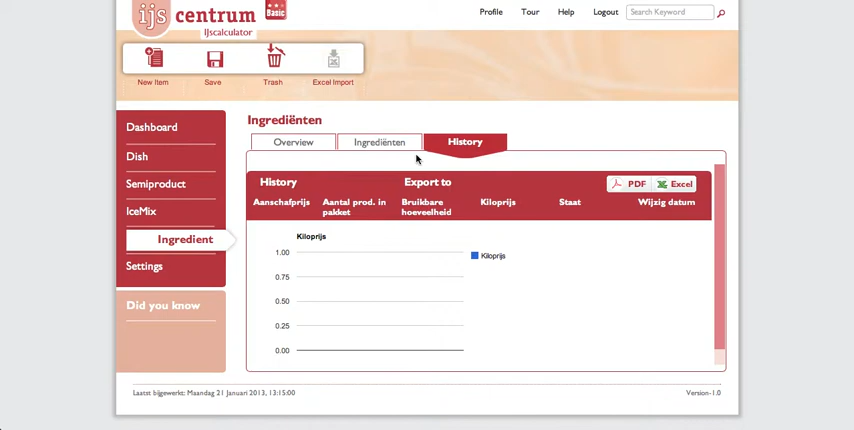 ijs centrum
IJscalculator
Basic
Profile Tour Help Logout Search Keyword
New Item Save Trash Excel Import
Dashboard
Dish
Semiproduct
IceMix
Ingredient
Settings
Did you know
Ingrediënten
Overview Ingrediënten History
History Export to PDF Excel
Aanschafprijs Aantal prod. in pakket Bruikbare hoeveelheid Kiloprijs Staat Wijzig datum
Kiloprijs
1.00
0.75
0.50
0.25
0.00
Kiloprijs
Laatst bijgewerkt: Maandag 21 Januari 2013, 13:15:00 Version-1.0